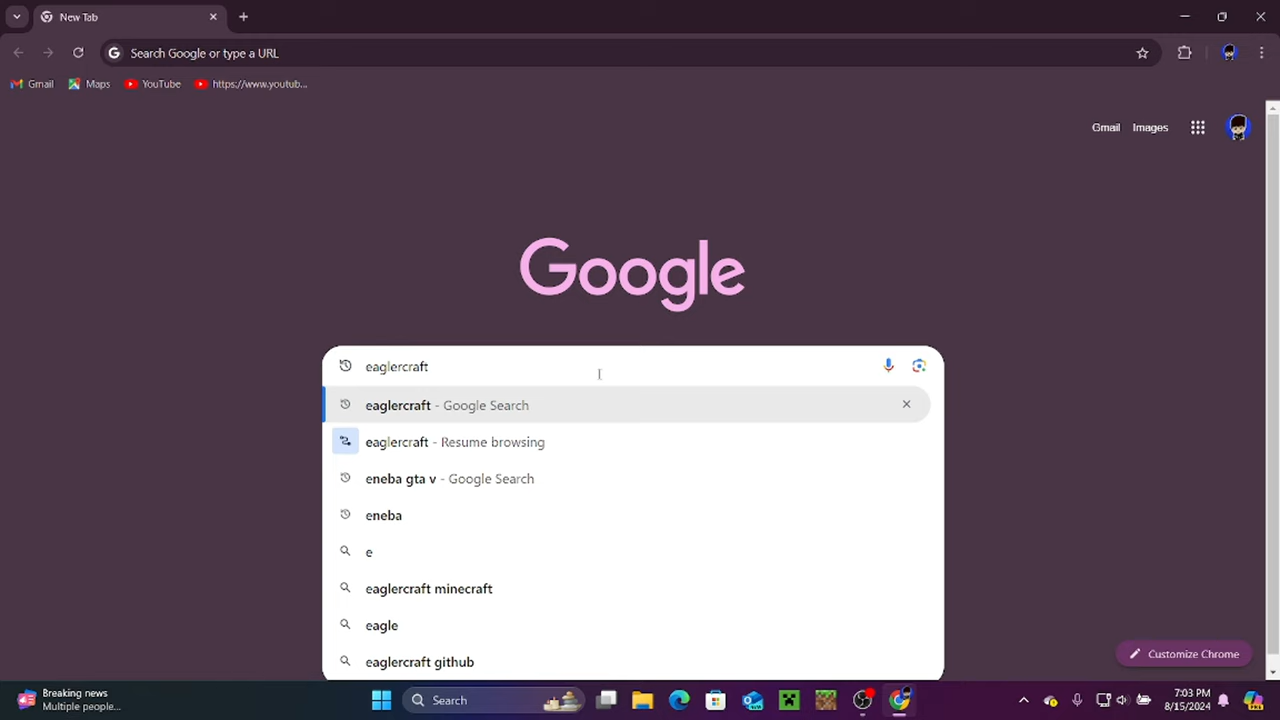 New Tab
Search Google or type a URL
Gmail
Maps
YouTube
https://www.youtub...
Gmail
Images
Google
eaglercraft
eaglercraft - Google Search
eaglercraft - Resume browsing
eneba gta v - Google Search
eneba
e
eaglercraft minecraft
eagle
eaglercraft github
Customize Chrome
Breaking news
Multiple people...
Search
7:03 PM
8/15/2024